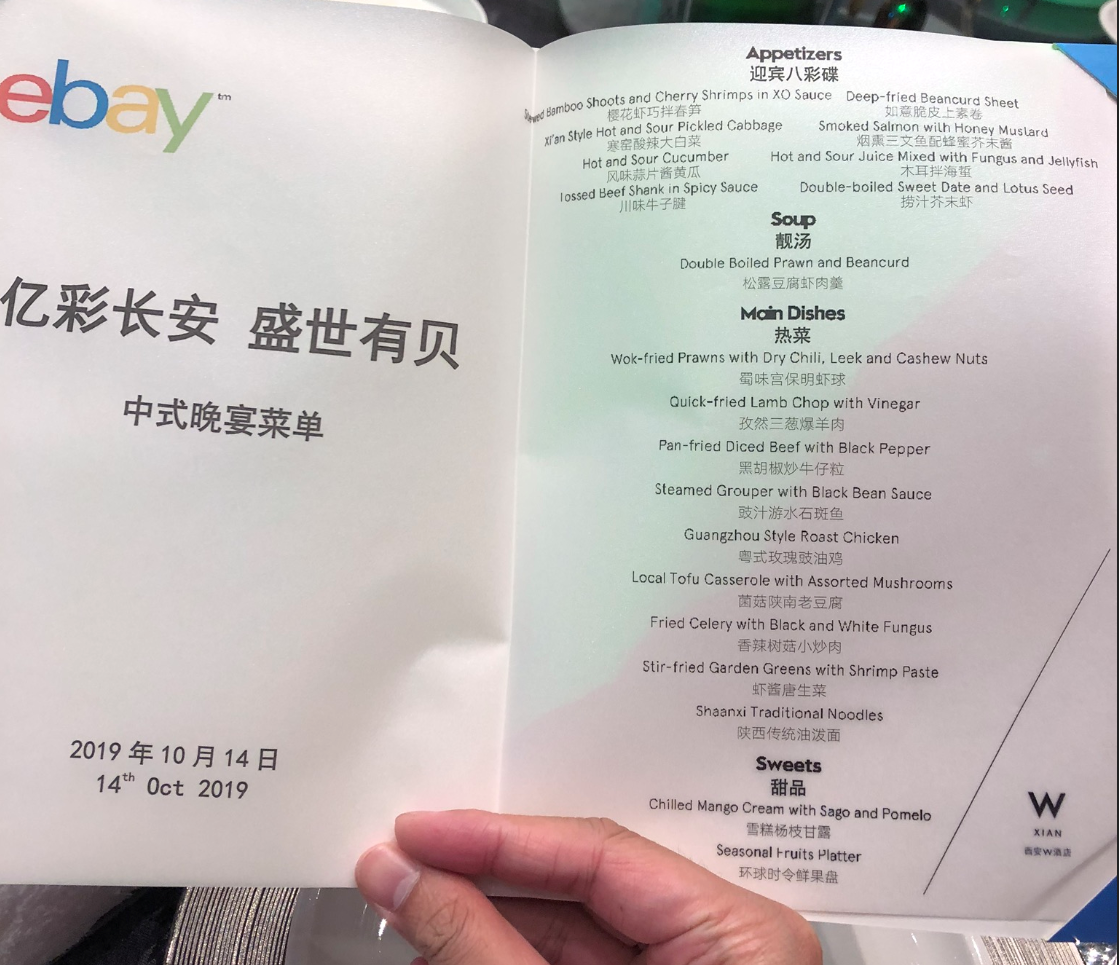 ebay™
亿彩长安 盛世有贝
中式晚宴菜单
2019 年 10 月 14 日
14th Oct 2019
Appetizers
迎宾八彩碟
Bamboo Shoots and Cherry Shrimps in XO Sauce
樱花虾巧拌春笋
Deep-fried Beancurd Sheet
如意脆皮上素卷
Xi'an Style Hot and Sour Pickled Cabbage
寒窑酸辣大白菜
Smoked Salmon with Honey Mustard
烟熏三文鱼配蜂蜜芥末酱
Hot and Sour Cucumber
风味蒜片酱黄瓜
Hot and Sour Juice Mixed with Fungus and Jellyfish
木耳拌海蜇
Tossed Beef Shank in Spicy Sauce
川味牛子腱
Double-boiled Sweet Date and Lotus Seed
捞汁芥末虾
Soup
靓汤
Double Boiled Prawn and Beancurd
松露豆腐虾肉羹
Main Dishes
热菜
Wok-fried Prawns with Dry Chili, Leek and Cashew Nuts
蜀味宫保明虾球
Quick-fried Lamb Chop with Vinegar
孜然三葱爆羊肉
Pan-fried Diced Beef with Black Pepper
黑胡椒炒牛仔粒
Steamed Grouper with Black Bean Sauce
豉汁游水石斑鱼
Guangzhou Style Roast Chicken
粤式玫瑰豉油鸡
Local Tofu Casserole with Assorted Mushrooms
菌菇陕南老豆腐
Fried Celery with Black and White Fungus
香辣树菇小炒肉
Stir-fried Garden Greens with Shrimp Paste
虾酱唐生菜
Shaanxi Traditional Noodles
陕西传统油泼面
Sweets
甜品
Chilled Mango Cream with Sago and Pomelo
雪糕杨枝甘露
Seasonal Fruits Platter
环球时令鲜果盘
W
XIAN
西安W酒店